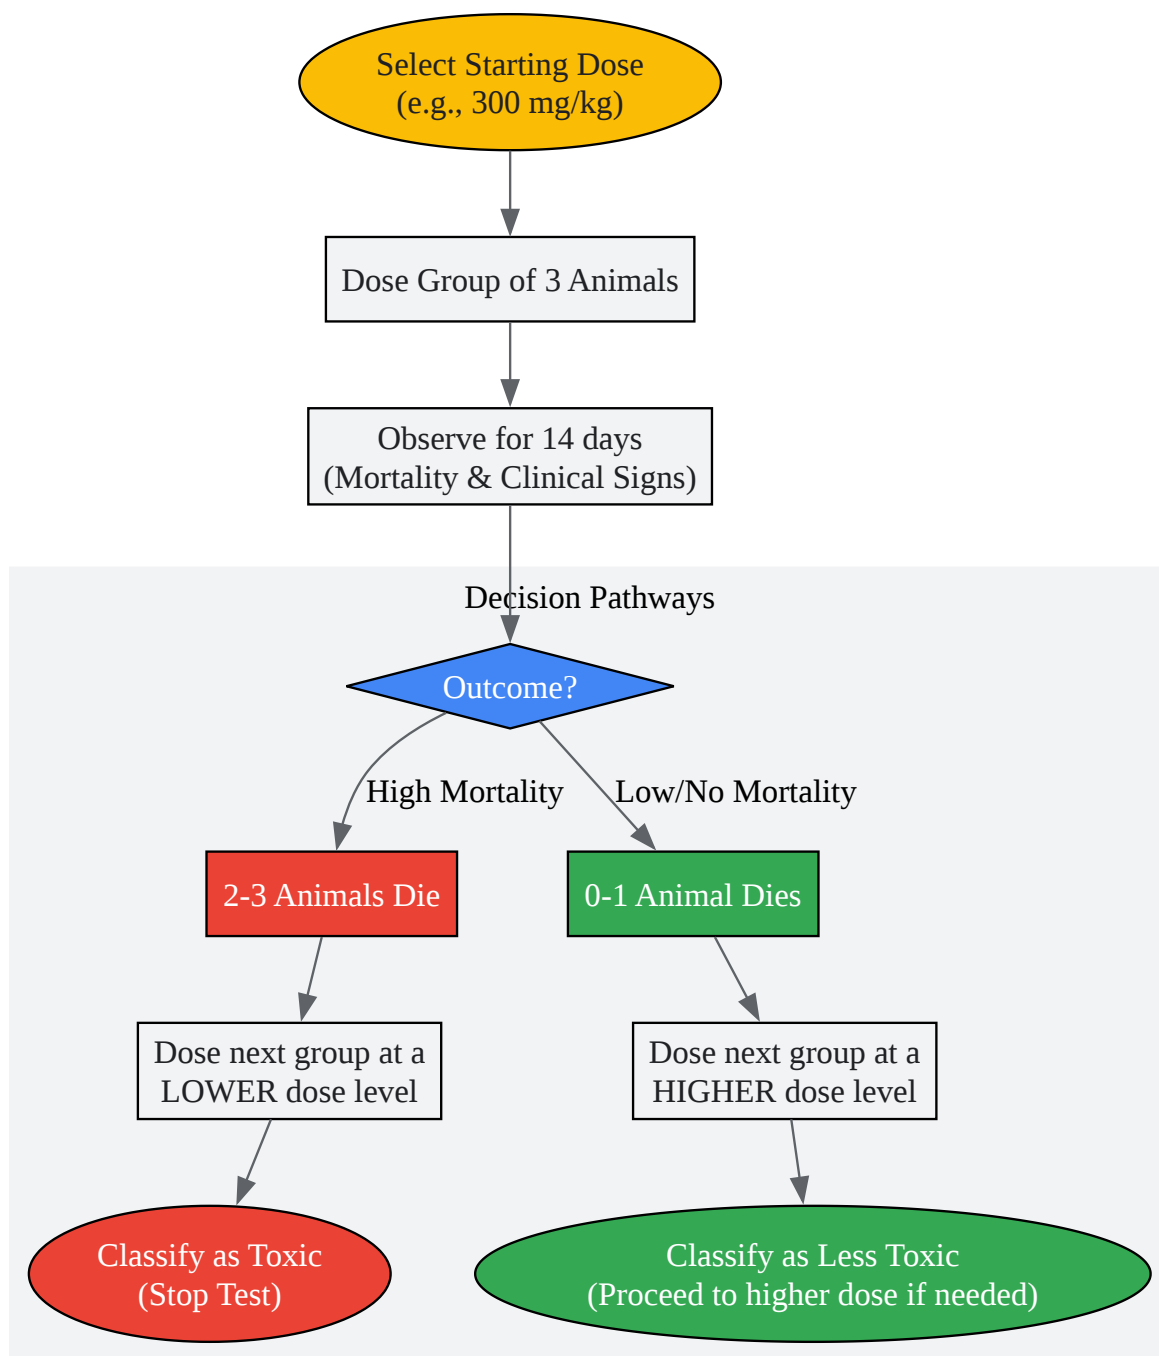 Select Starting Dose
(e.g., 300 mg/kg)
Dose Group of 3 Animals
Observe for 14 days
(Mortality & Clinical Signs)
Decision Pathways
Outcome?
High Mortality
Low/No Mortality
2-3 Animals Die
0-1 Animal Dies
Dose next group at a
LOWER dose level
Dose next group at a
HIGHER dose level
Classify as Toxic
(Stop Test)
Classify as Less Toxic
(Proceed to higher dose if needed)